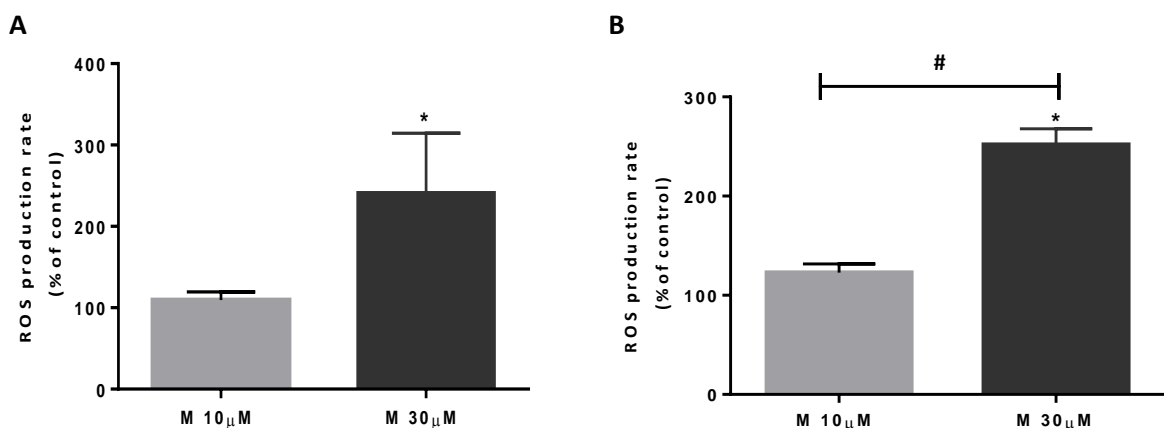 A
ROS production rate
(% of control)
400
300
200
100
0
*
M 10μM
M 30μM
B
ROS production rate
(% of control)
#
300
200
100
0
*
M 10μM
M 30μM